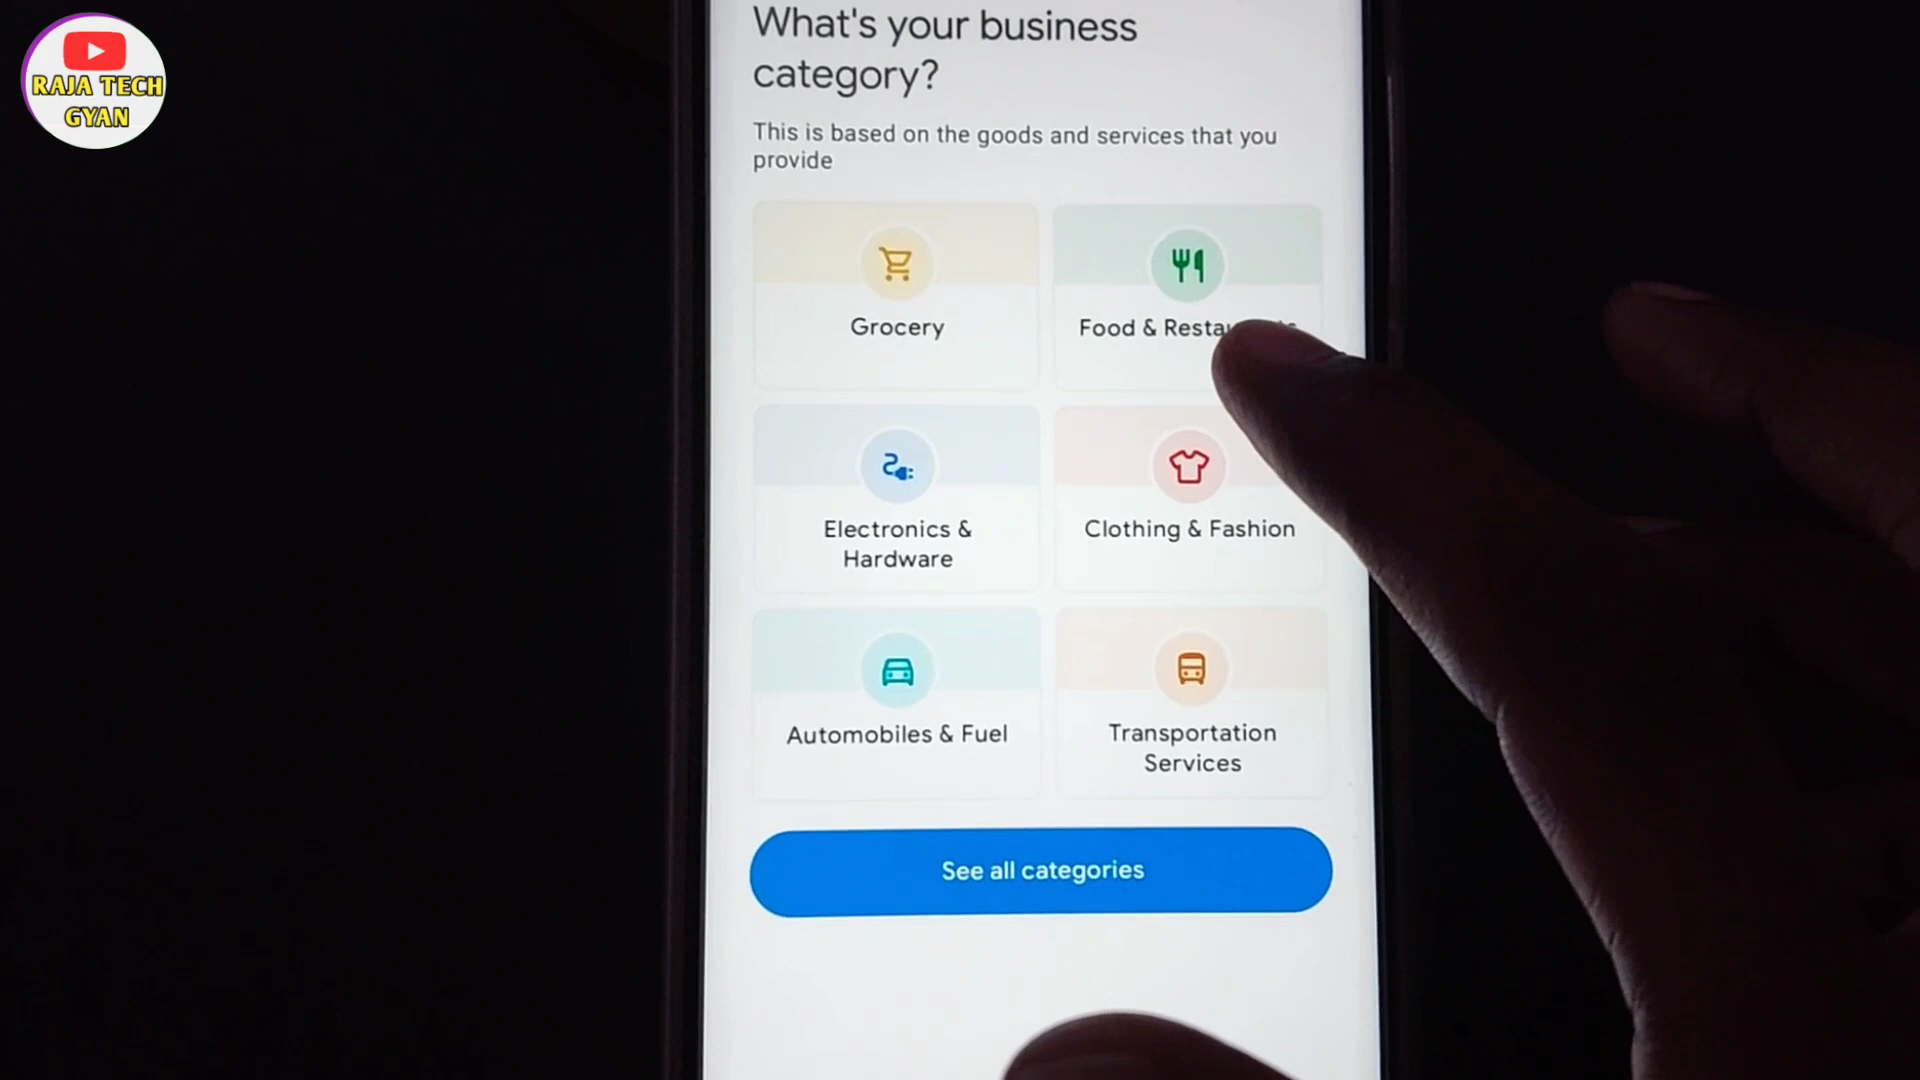 RAJA TECH
GYAN
What's your business
category?
This is based on the goods and services that you
provide
Grocery
Food &
Electronics &
Hardware
Clothing & Fashion
Automobiles & Fuel
Transportation
Services
See all categories